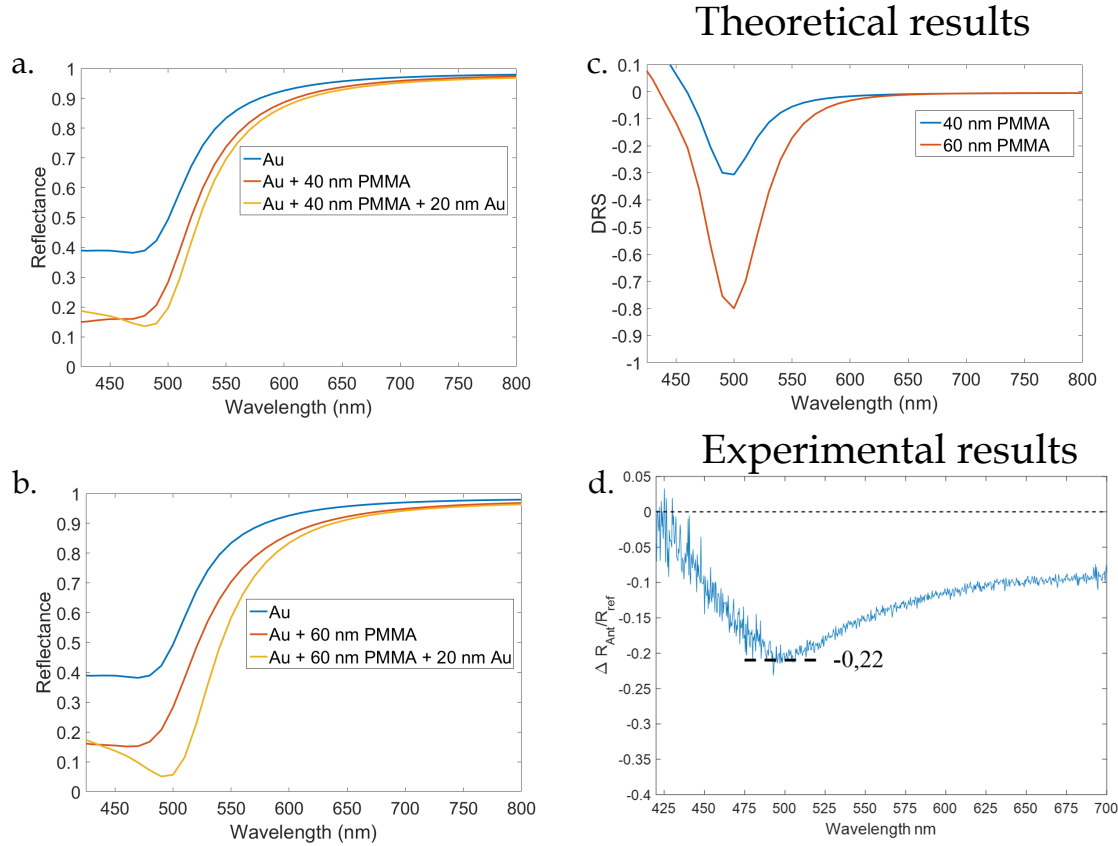 Theoretical results
a.
1
0.9
0.8
0.7
0.6
0.5
0.4
0.3
0.2
0.1
0
Reflectance
Au
Au + 40 nm PMMA
Au + 40 nm PMMA + 20 nm Au
450 500 550 600 650 700 750 800
Wavelength (nm)
c.
0.1
0
-0.1
-0.2
-0.3
-0.4
-0.5
-0.6
-0.7
-0.8
-0.9
-1
DRS
40 nm PMMA
60 nm PMMA
450 500 550 600 650 700 750 800
Wavelength (nm)
Experimental results
b.
1
0.9
0.8
0.7
0.6
0.5
0.4
0.3
0.2
0.1
0
Reflectance
Au
Au + 60 nm PMMA
Au + 60 nm PMMA + 20 nm Au
450 500 550 600 650 700 750 800
Wavelength (nm)
d.
0.05
0
-0.05
-0.1
-0.15
-0.2
-0.25
-0.3
-0.35
-0.4
Δ R_Ant/R_ref
-0,22
425 450 475 500 525 550 575 600 625 650 675 700
Wavelength nm